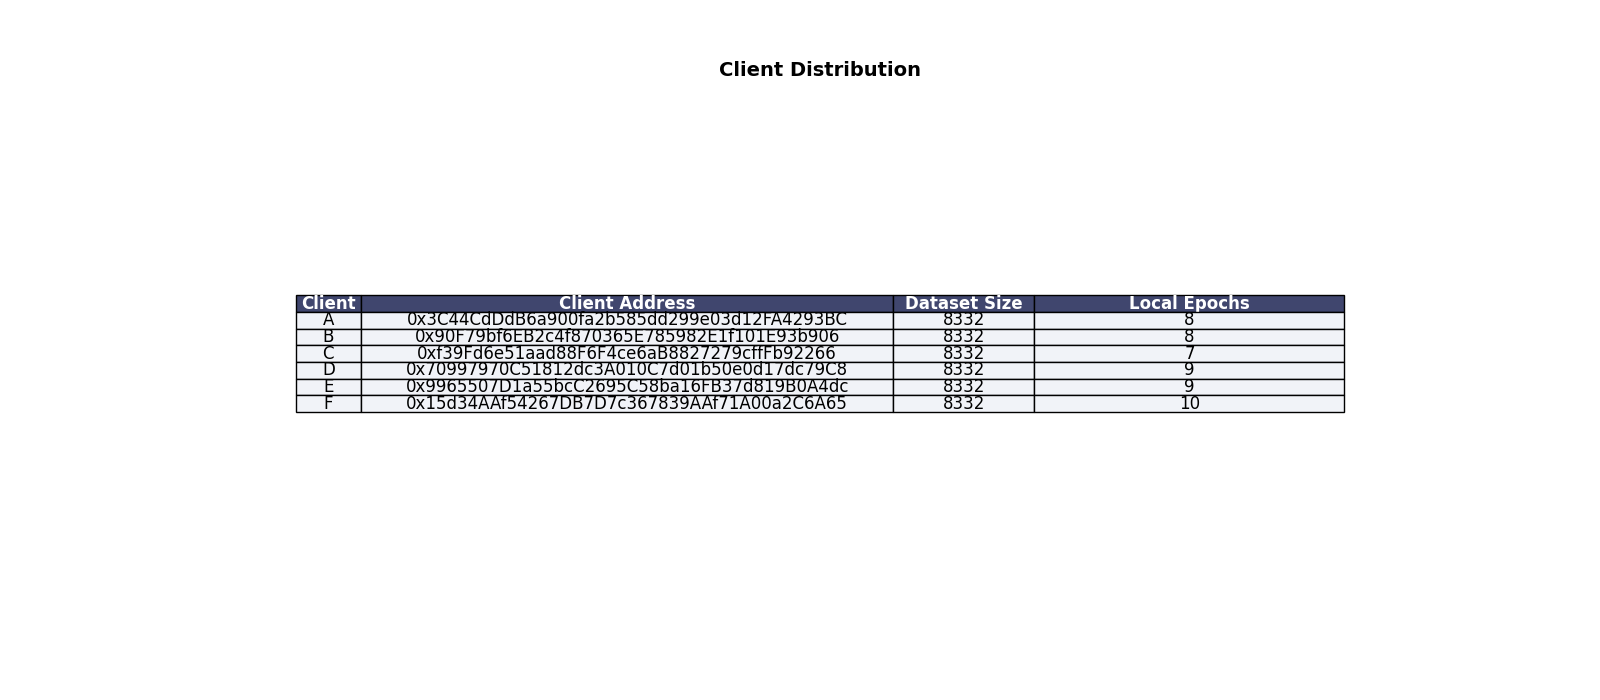 Client Distribution
Client Client Address Dataset Size Local Epochs
A 0x3C44CdDdB6a900fa2b585dd299e03d12FA4293BC 8332 8
B 0x90F79bf6EB2c4f870365E785982E1f101E93b906 8332 8
C 0xf39Fd6e51aad88F6F4ce6aB8827279cffFb92266 8332 7
D 0x70997970C51812dc3A010C7d01b50e0d17dc79C8 8332 9
E 0x9965507D1a55bcC2695C58ba16FB37d819B0A4dc 8332 9
F 0x15d34AAf54267DB7D7c367839AAf71A00a2C6A65 8332 10